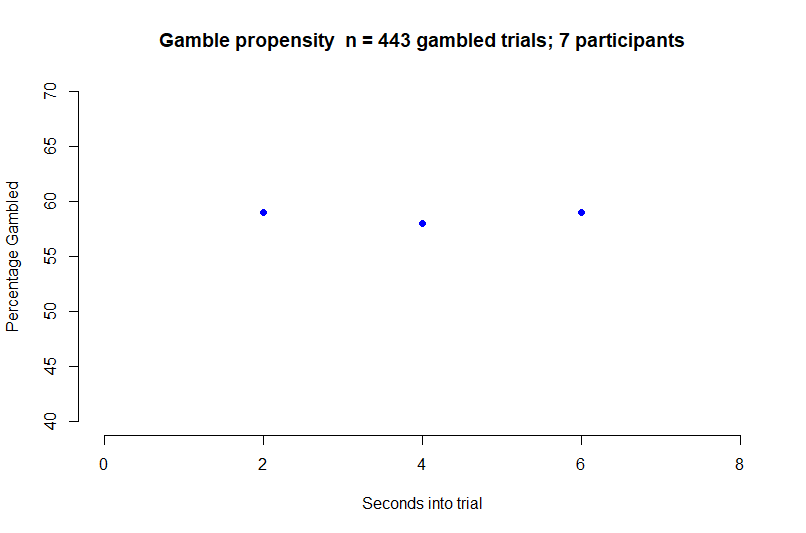 Gamble propensity  n = 443 gambled trials; 7 participants
Percentage Gambled
70
65
60
55
50
45
40
0 2 4 6 8
Seconds into trial